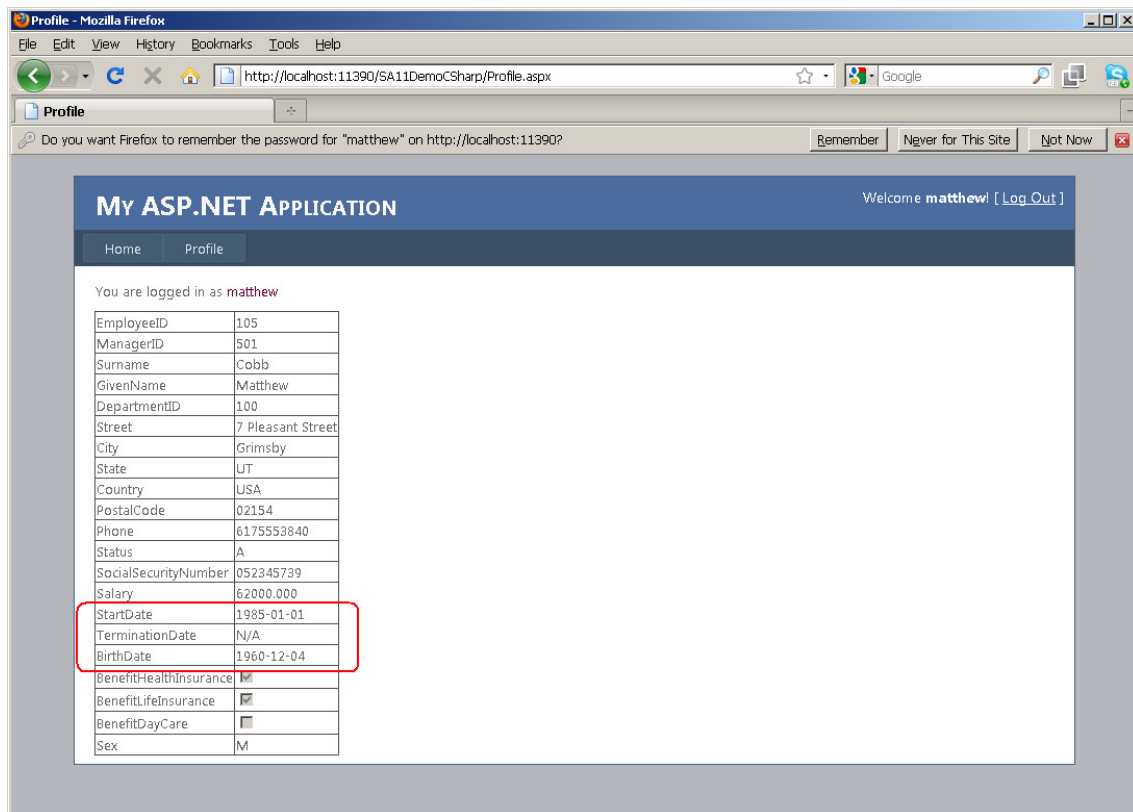 Profile - Mozilla Firefox
File Edit View History Bookmarks Tools Help
http://localhost:11390/SA11DemoCSharp/Profile.aspx Google
Profile
Do you want Firefox to remember the password for "matthew" on http://localhost:11390? Remember Never for This Site Not Now
My ASP.NET Application Welcome matthew! [ Log Out ]
Home Profile
You are logged in as matthew
EmployeeID 105
ManagerID 501
Surname Cobb
GivenName Matthew
DepartmentID 100
Street 7 Pleasant Street
City Grimsby
State UT
Country USA
PostalCode 02154
Phone 6175553840
Status A
SocialSecurityNumber 052345739
Salary 62000.000
StartDate 1985-01-01
TerminationDate N/A
BirthDate 1960-12-04
BenefitHealthInsurance
BenefitLifeInsurance
BenefitDayCare
Sex M